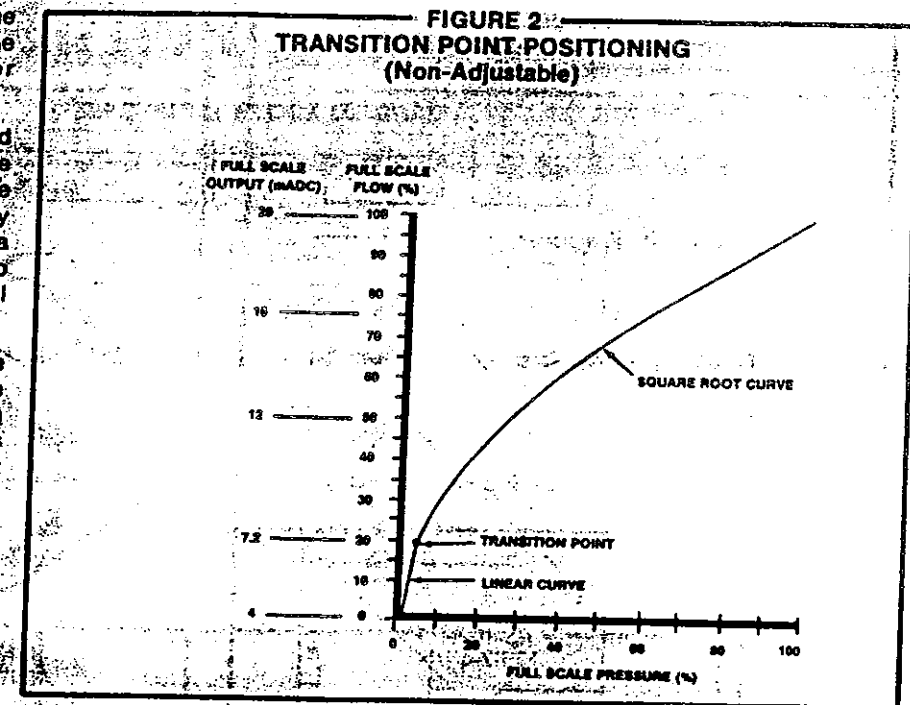 FIGURE 2
TRANSITION POINT POSITIONING
(Non-Adjustable)
FULL SCALE OUTPUT (mADC)
FULL SCALE FLOW (%)
20 100
90
80
16
70
60
12 50
40
30
7.2 20
10
4 0
SQUARE ROOT CURVE
TRANSITION POINT
LINEAR CURVE
0 20 40 60 80 100
FULL SCALE PRESSURE (%)